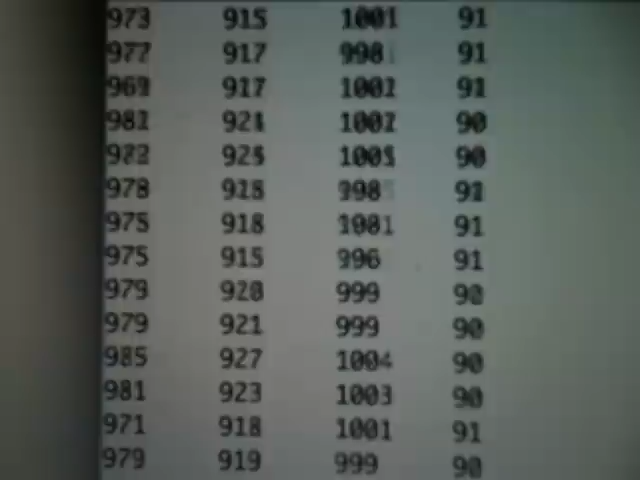 973 915 1001 91
977 917 998 91
969 917 1001 91
981 921 1002 90
925 1005 90
978 998 91
975 918 1001 91
975 915 996 91
979 920 999 90
979 921 999 90
985 927 1004 90
981 923 1003 90
971 918 1001 91
979 919 999 90